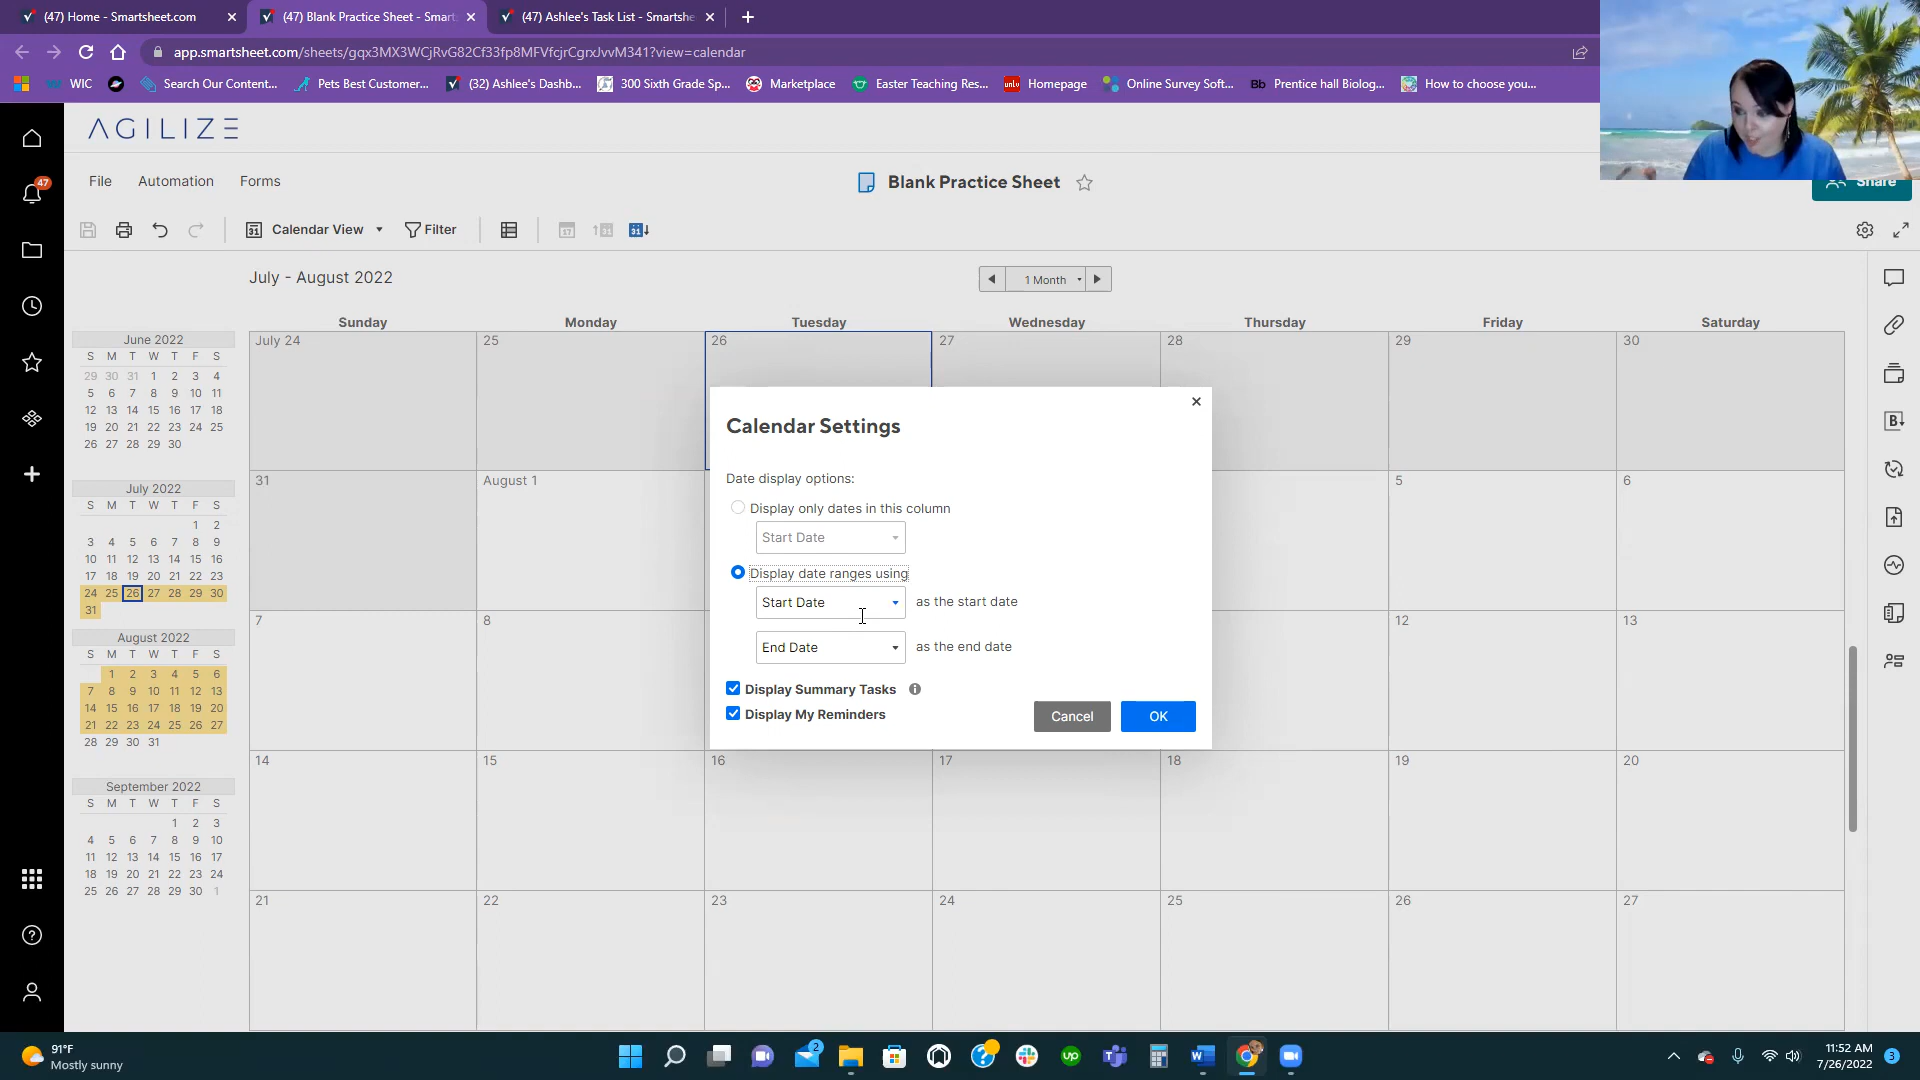 (47) Home - Smartsheet.com
(47) Blank Practice Sheet - Smart
(47) Ashlee's Task List - Smartshe
app.smartsheet.com/sheets/gqx3MX3WCjRvG82Cf33fp8MFVfcjrCgrxJvvM341?view=calendar
WIC
Search Our Content...
Pets Best Customer...
(32) Ashlee's Dashb...
300 Sixth Grade Sp...
Marketplace
Easter Teaching Res...
unlv
Homepage
Online Survey Soft...
Bb
Prentice hall Biolog...
How to choose you...
AGILIZE
47
File
Automation
Forms
Blank Practice Sheet
Share
31
Calendar View
Filter
17
31
31
July - August 2022
1 Month
Sunday Monday Tuesday Wednesday Thursday Friday Saturday
July 24 25 26 27 28 29 30
31 August 1 5 6
7 8 12 13
14 15 16 17 18 19 20
21 22 23 24 25 26 27
June 2022
S M T W T F S
29 30 31 1 2 3 4
5 6 7 8 9 10 11
12 13 14 15 16 17 18
19 20 21 22 23 24 25
26 27 28 29 30
July 2022
S M T W T F S
1 2
3 4 5 6 7 8 9
10 11 12 13 14 15 16
17 18 19 20 21 22 23
24 25 26 27 28 29 30
31
August 2022
S M T W T F S
1 2 3 4 5 6
7 8 9 10 11 12 13
14 15 16 17 18 19 20
21 22 23 24 25 26 27
28 29 30 31
September 2022
S M T W T F S
1 2 3
4 5 6 7 8 9 10
11 12 13 14 15 16 17
18 19 20 21 22 23 24
25 26 27 28 29 30 1
Calendar Settings
Date display options:
Display only dates in this column
Start Date
Display date ranges using
Start Date
as the start date
End Date
as the end date
Display Summary Tasks
Display My Reminders
Cancel
OK
91°F
Mostly sunny
2
up
W
11:52 AM
7/26/2022
3